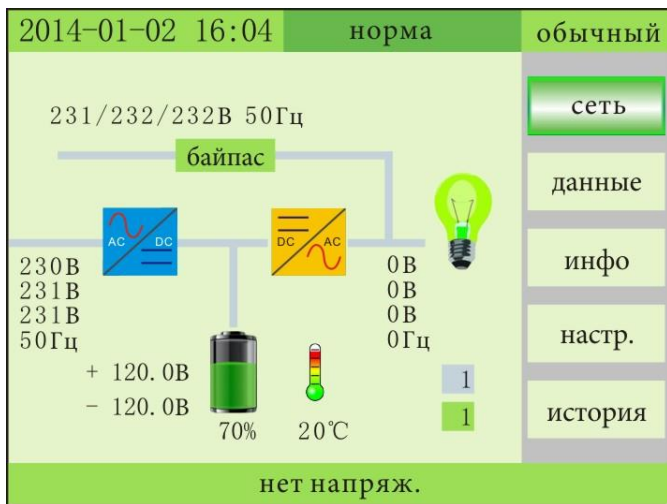 2014-01-02 16:04 норма обычный
231/232/232В 50Гц
байпас
AC DC
DC AC
230В
231В
231В
50Гц
0В
0В
0В
0Гц
+ 120.0В
- 120.0В
70%
20℃
1
1
сеть
данные
инфо
настр.
история
нет напряж.